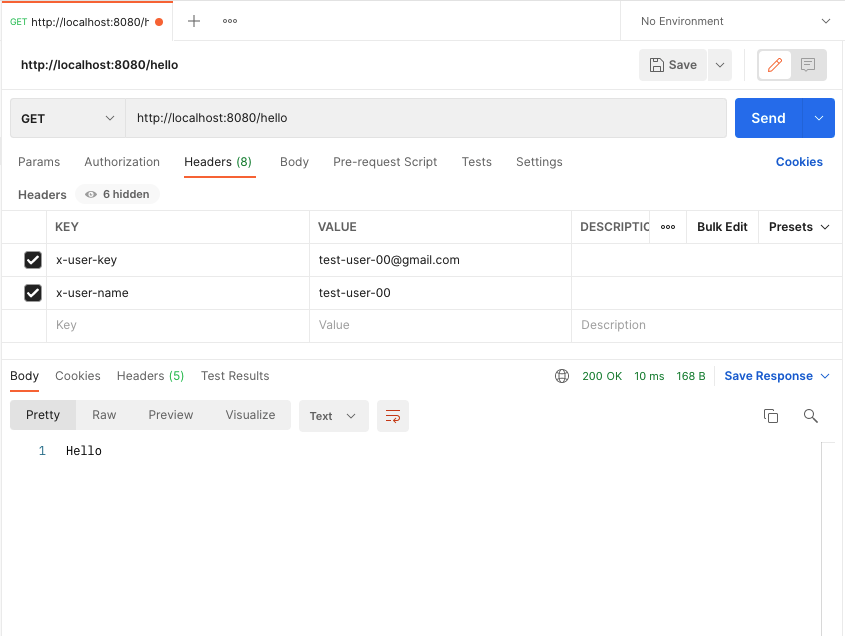 GET http://localhost:8080/h
No Environment
http://localhost:8080/hello
Save
GET http://localhost:8080/hello Send
Params Authorization Headers (8) Body Pre-request Script Tests Settings Cookies
Headers 6 hidden
KEY VALUE DESCRIPTIC Bulk Edit Presets
x-user-key test-user-00@gmail.com
x-user-name test-user-00
Key Value Description
Body Cookies Headers (5) Test Results 200 OK 10 ms 168 B Save Response
Pretty Raw Preview Visualize Text
1 Hello